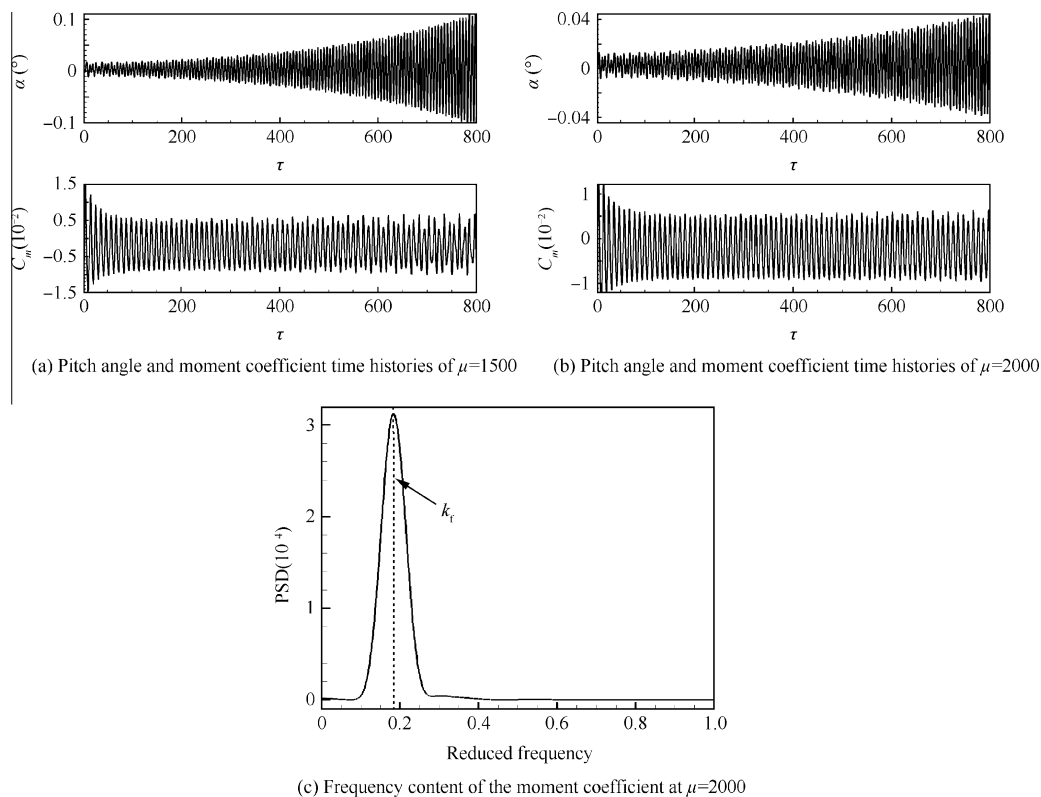 0.1
0
−0.1
α (°)
0 200 400 600 800
τ
0.04
0
−0.04
α (°)
0 200 400 600 800
τ
1.5
0.5
−0.5
−1.5
C_m(10⁻²)
0 200 400 600 800
τ
1
0
−1
C_m(10⁻²)
0 200 400 600 800
τ
(a) Pitch angle and moment coefficient time histories of μ=1500
(b) Pitch angle and moment coefficient time histories of μ=2000
3
2
1
0
PSD(10⁻⁴)
k_f
0 0.2 0.4 0.6 0.8 1.0
Reduced frequency
(c) Frequency content of the moment coefficient at μ=2000